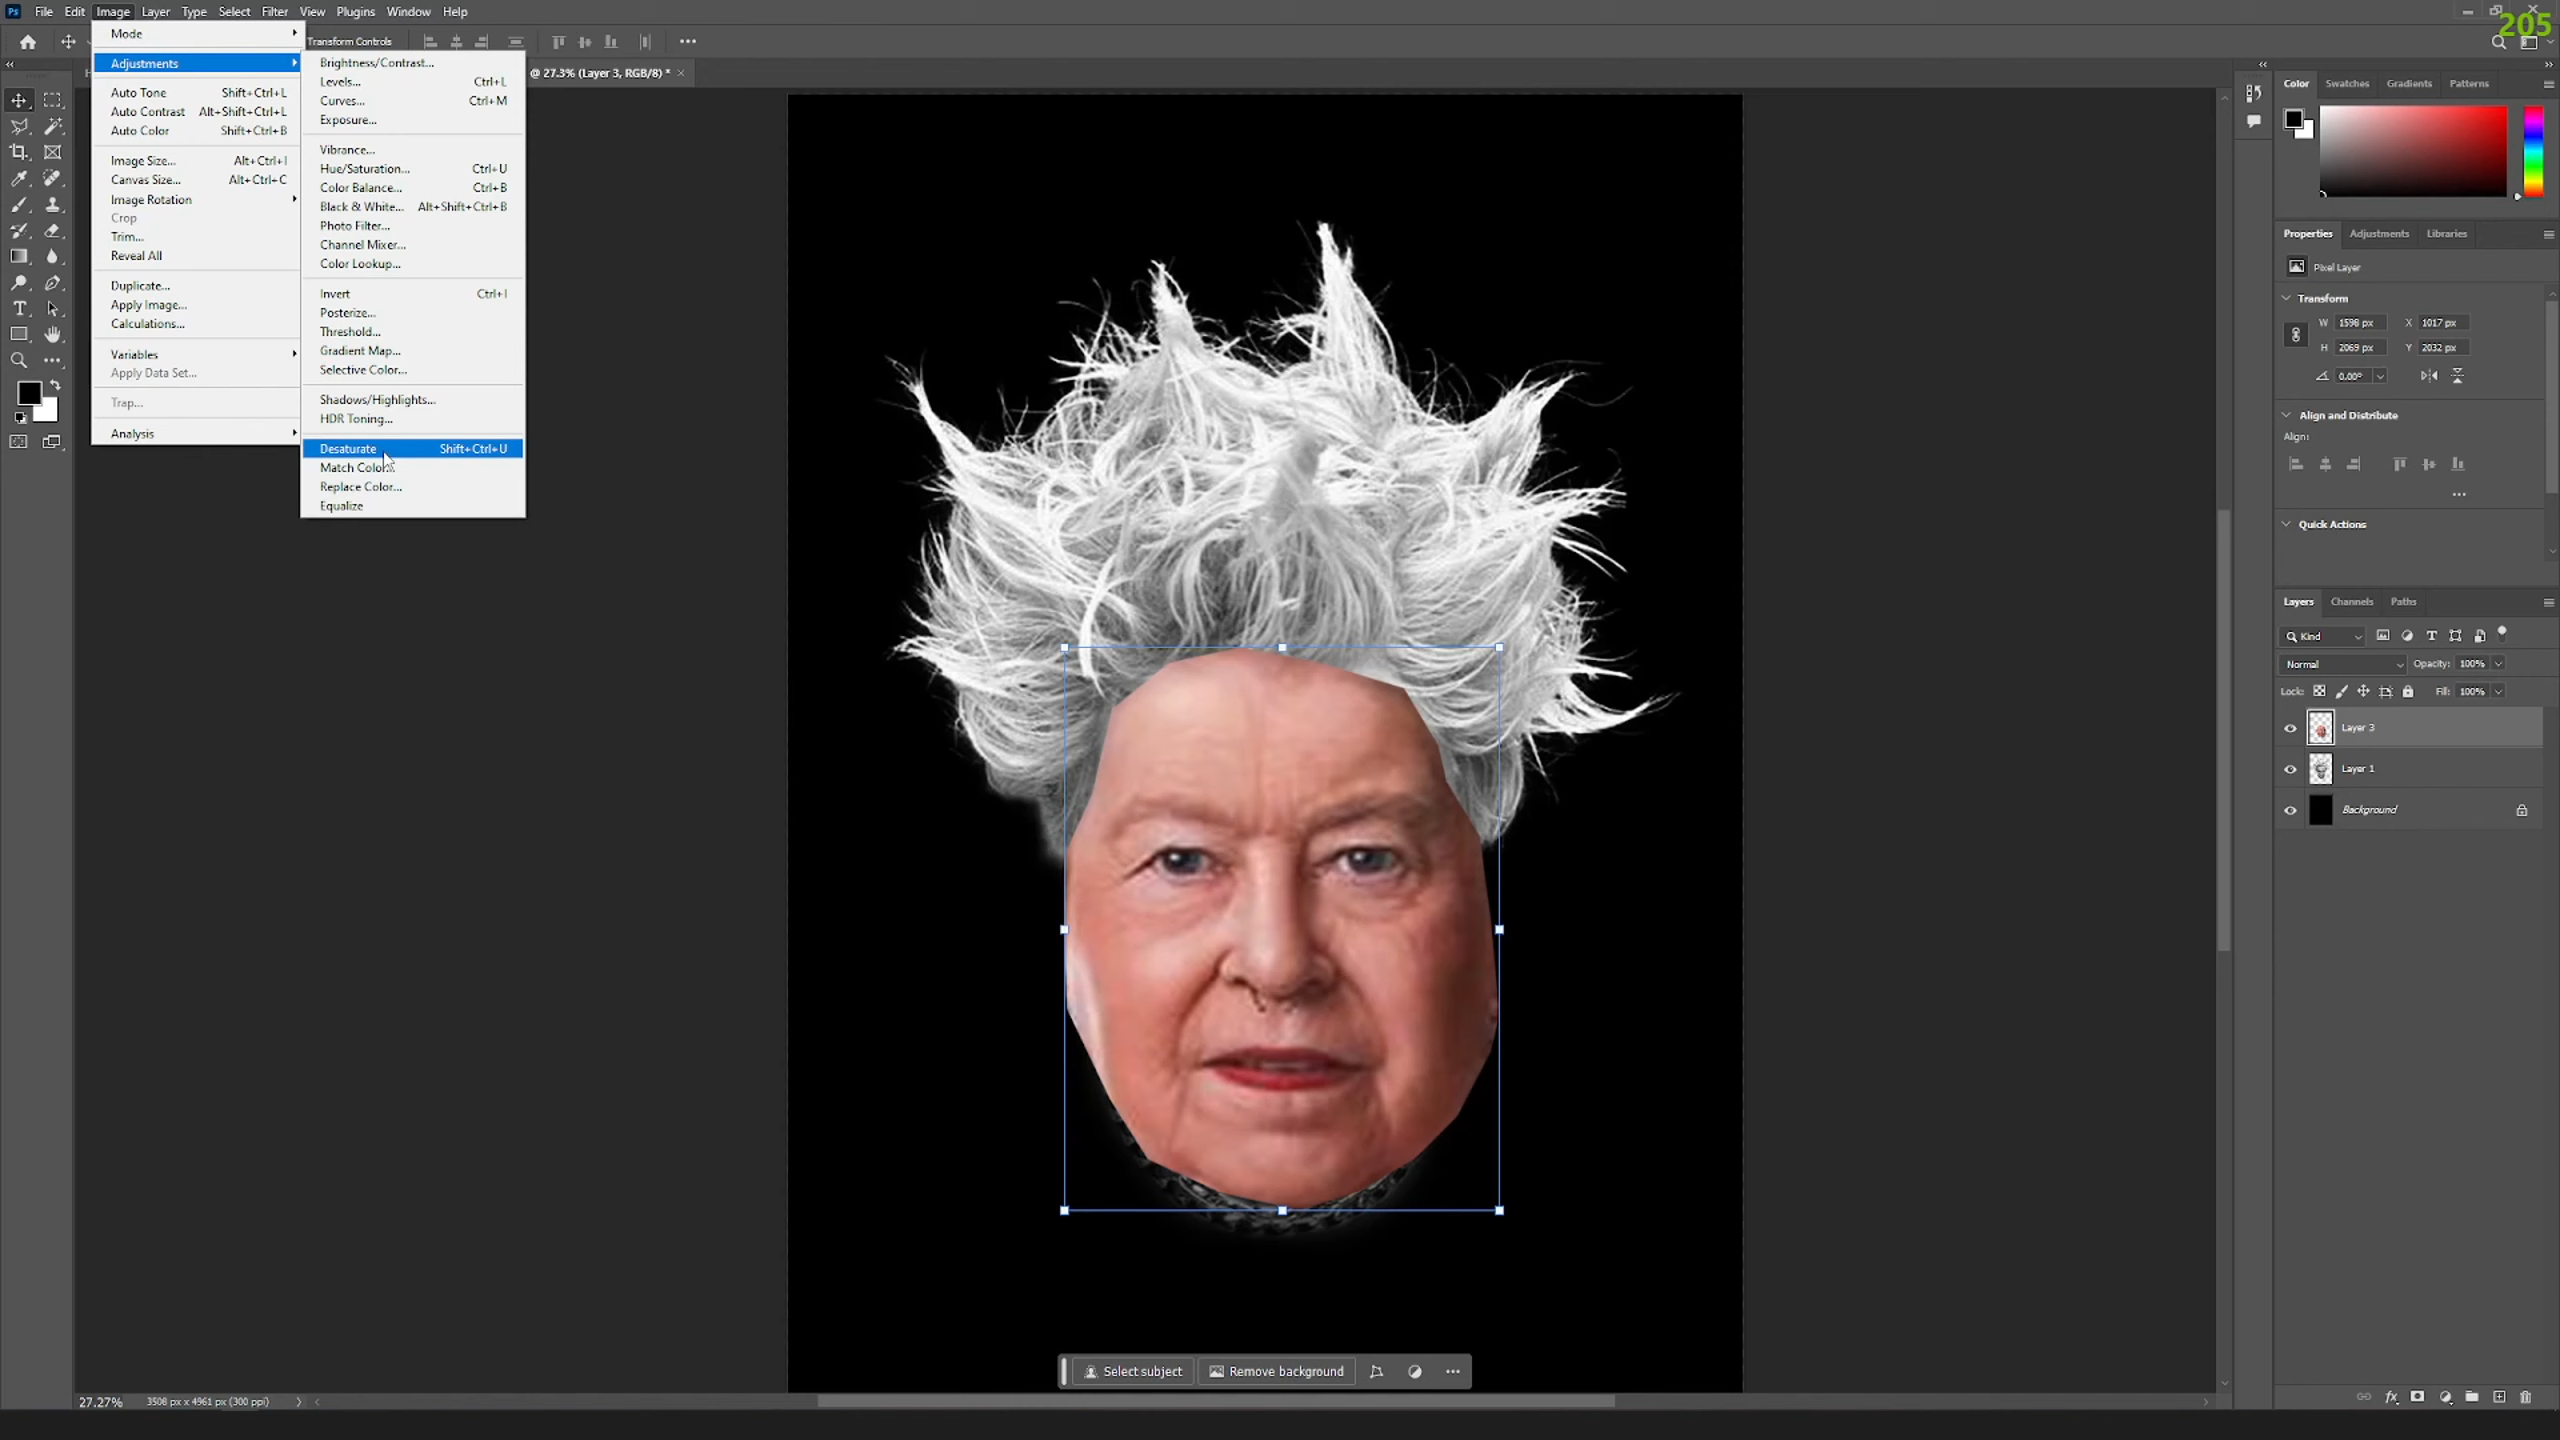 Ps File Edit Image Layer Type Select Filter View Plugins Window Help
205
Transform Controls
@ 27.3% (Layer 3, RGB/8) *
Mode
Adjustments
Auto Tone Shift+Ctrl+L
Auto Contrast Alt+Shift+Ctrl+L
Auto Color Shift+Ctrl+B
Image Size... Alt+Ctrl+I
Canvas Size... Alt+Ctrl+C
Image Rotation
Crop
Trim...
Reveal All
Duplicate...
Apply Image...
Calculations...
Variables
Apply Data Set...
Trap...
Analysis
Brightness/Contrast...
Levels... Ctrl+L
Curves... Ctrl+M
Exposure...
Vibrance...
Hue/Saturation... Ctrl+U
Color Balance... Ctrl+B
Black & White... Alt+Shift+Ctrl+B
Photo Filter...
Channel Mixer...
Color Lookup...
Invert Ctrl+I
Posterize...
Threshold...
Gradient Map...
Selective Color...
Shadows/Highlights...
HDR Toning...
Desaturate Shift+Ctrl+U
Match Color...
Replace Color...
Equalize
Color Swatches Gradients Patterns
Properties Adjustments Libraries
Pixel Layer
Transform
W 1598 px X 1017 px
H 2069 px Y 2032 px
0.00°
Align and Distribute
Align:
Quick Actions
Layers Channels Paths
Kind
Normal Opacity: 100%
Lock: Fill: 100%
Layer 3
Layer 1
Background
Select subject Remove background
27.27% 3508 px x 4961 px (300 ppi)